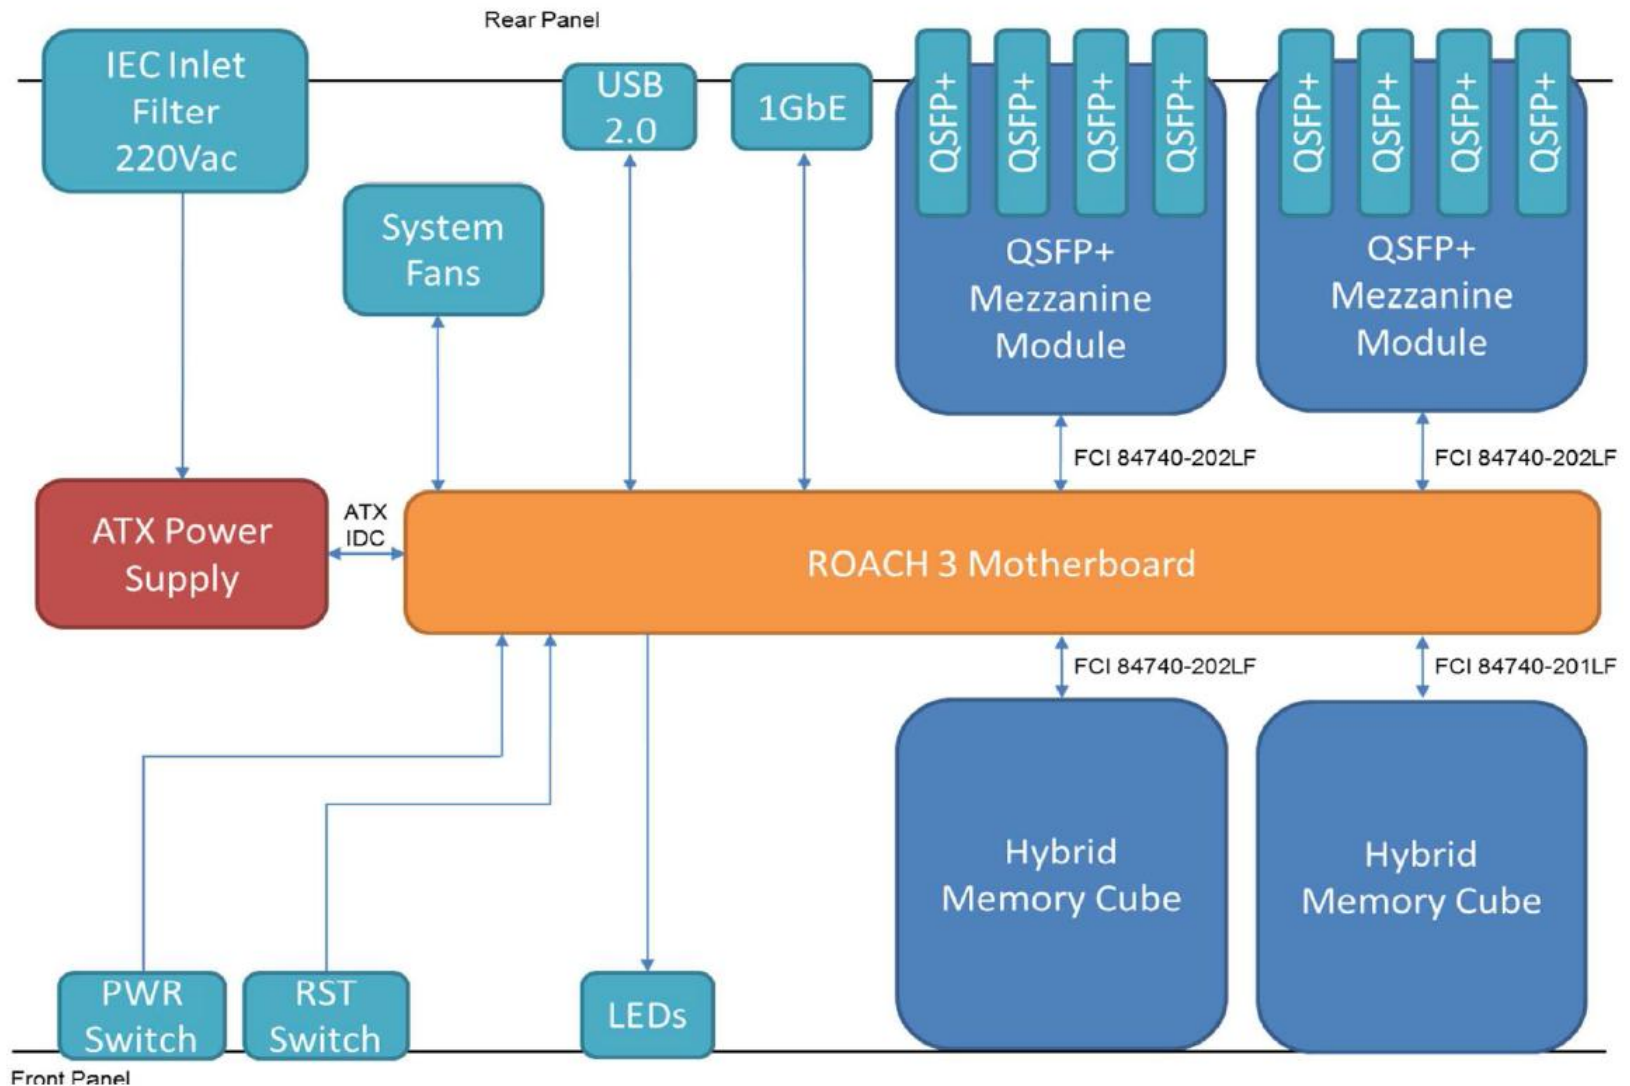 Rear Panel
IEC Inlet
Filter
220Vac
USB
2.0
1GbE
QSFP+
QSFP+
QSFP+
QSFP+
QSFP+
QSFP+
QSFP+
QSFP+
System
Fans
QSFP+
Mezzanine
Module
QSFP+
Mezzanine
Module
FCI 84740-202LF
FCI 84740-202LF
ATX Power
Supply
ATX
IDC
ROACH 3 Motherboard
FCI 84740-202LF
FCI 84740-201LF
Hybrid
Memory Cube
Hybrid
Memory Cube
PWR
Switch
RST
Switch
LEDs
Front Panel